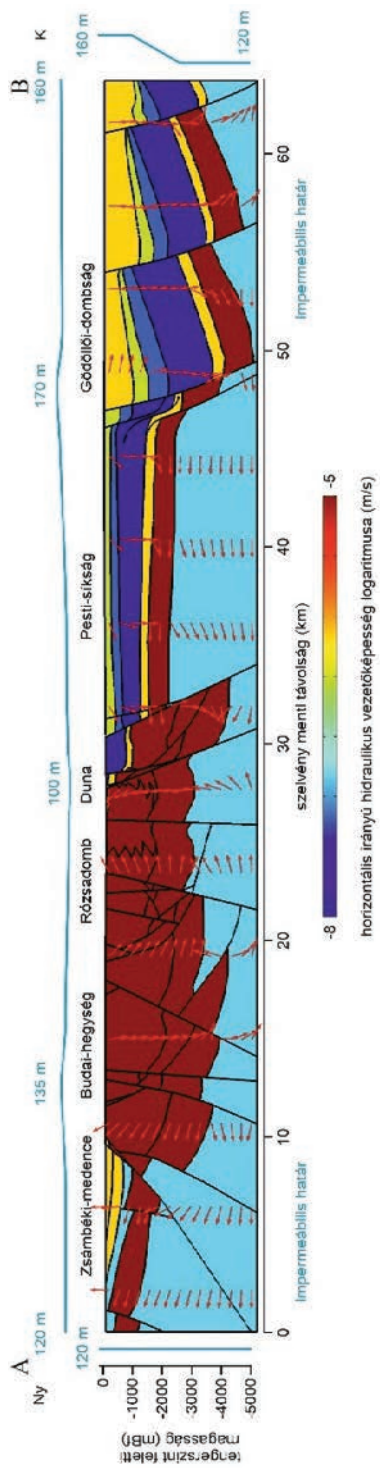 A
B
Ny
K
120 m
135 m
100 m
170 m
160 m
160 m
120 m
120 m
Zsámbéki-medence
Budai-hegység
Rózsadomb
Duna
Pesti-síkság
Gödöllői-dombság
tengerszint feletti
magasság (mBf)
0
-1000
-2000
-3000
-4000
-5000
0
10
20
30
40
50
60
Impermeábilis határ
Impermeábilis határ
szelvény mentl távolság (km)
-8
-5
horizontális irányú hidraulikus vezetőképesség logaritmusa (m/s)